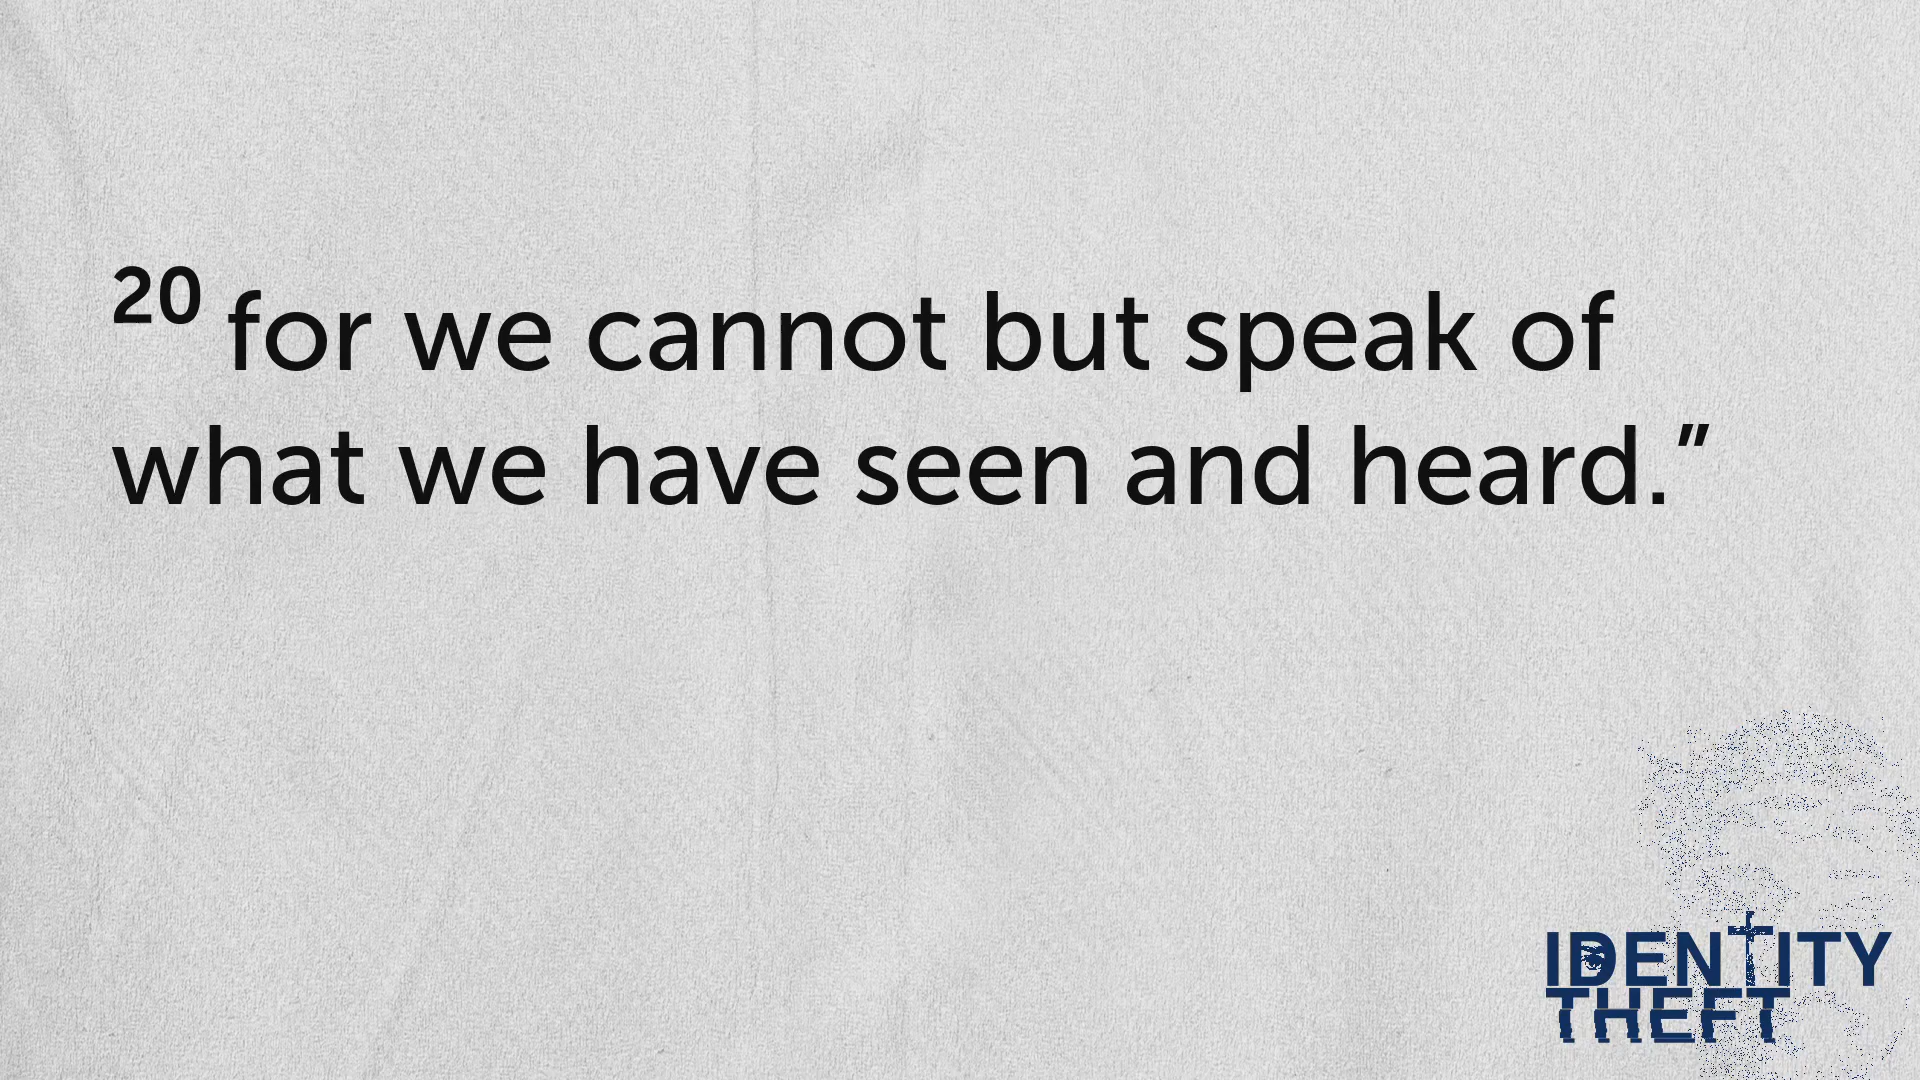 20 for we cannot but speak of
what we have seen and heard.”
IDENTITY
THEFT